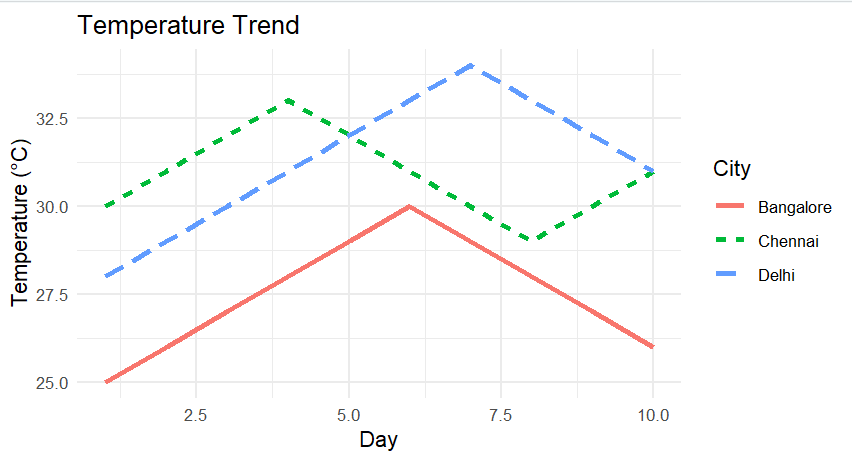 Temperature Trend
Temperature (°C)
32.5
30.0
27.5
25.0
2.5 5.0 7.5 10.0
Day
City
Bangalore
Chennai
Delhi